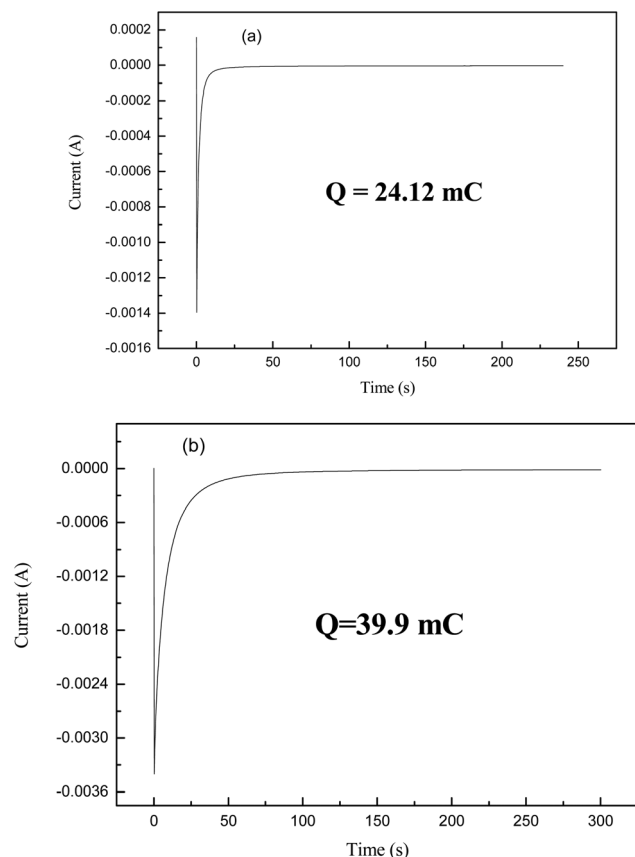 (a)
0.0002
0.0000
-0.0002
-0.0004
-0.0006
-0.0008
-0.0010
-0.0012
-0.0014
-0.0016
Current (A)
Q = 24.12 mC
0 50 100 150 200 250
Time (s)
(b)
0.0000
-0.0006
-0.0012
-0.0018
-0.0024
-0.0030
-0.0036
Current (A)
Q=39.9 mC
0 50 100 150 200 250 300
Time (s)